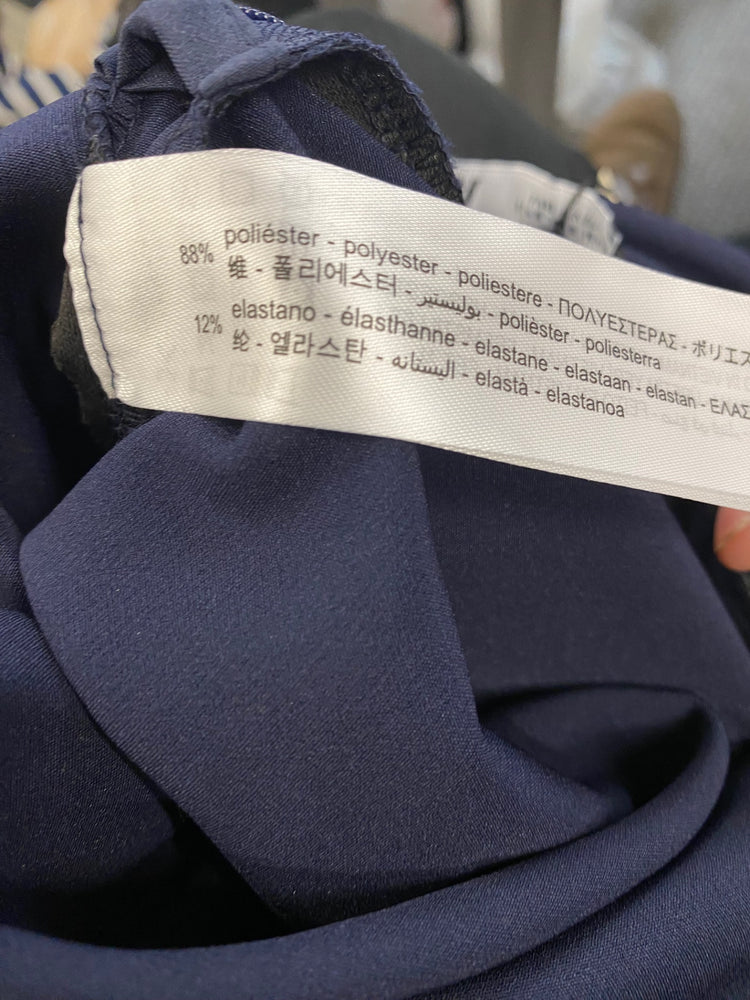 88% poliéster - polyester - poliestere - ΠΟΛΥΕΣΤΕΡΑΣ - ポリエス
维 - 폴리에스터 - بوليستير - polièster - poliesterra
12% elastano - élasthanne - elastane - elastaan - elastan - ΕΛΑΣ
纶 - 엘라스탄 - اليستانه - elastà - elastanoa